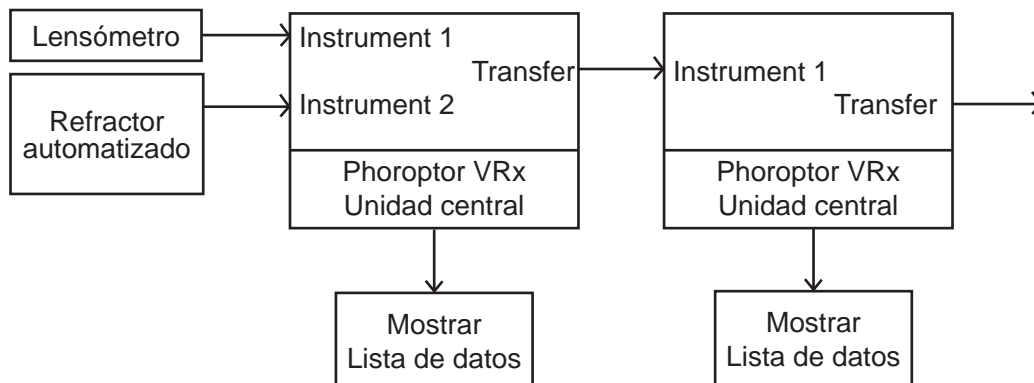 Lensómetro
Refractor
automatizado
Instrument 1
Transfer
Instrument 2
Phoroptor VRx
Unidad central
Mostrar
Lista de datos
Instrument 1
Transfer
Phoroptor VRx
Unidad central
Mostrar
Lista de datos